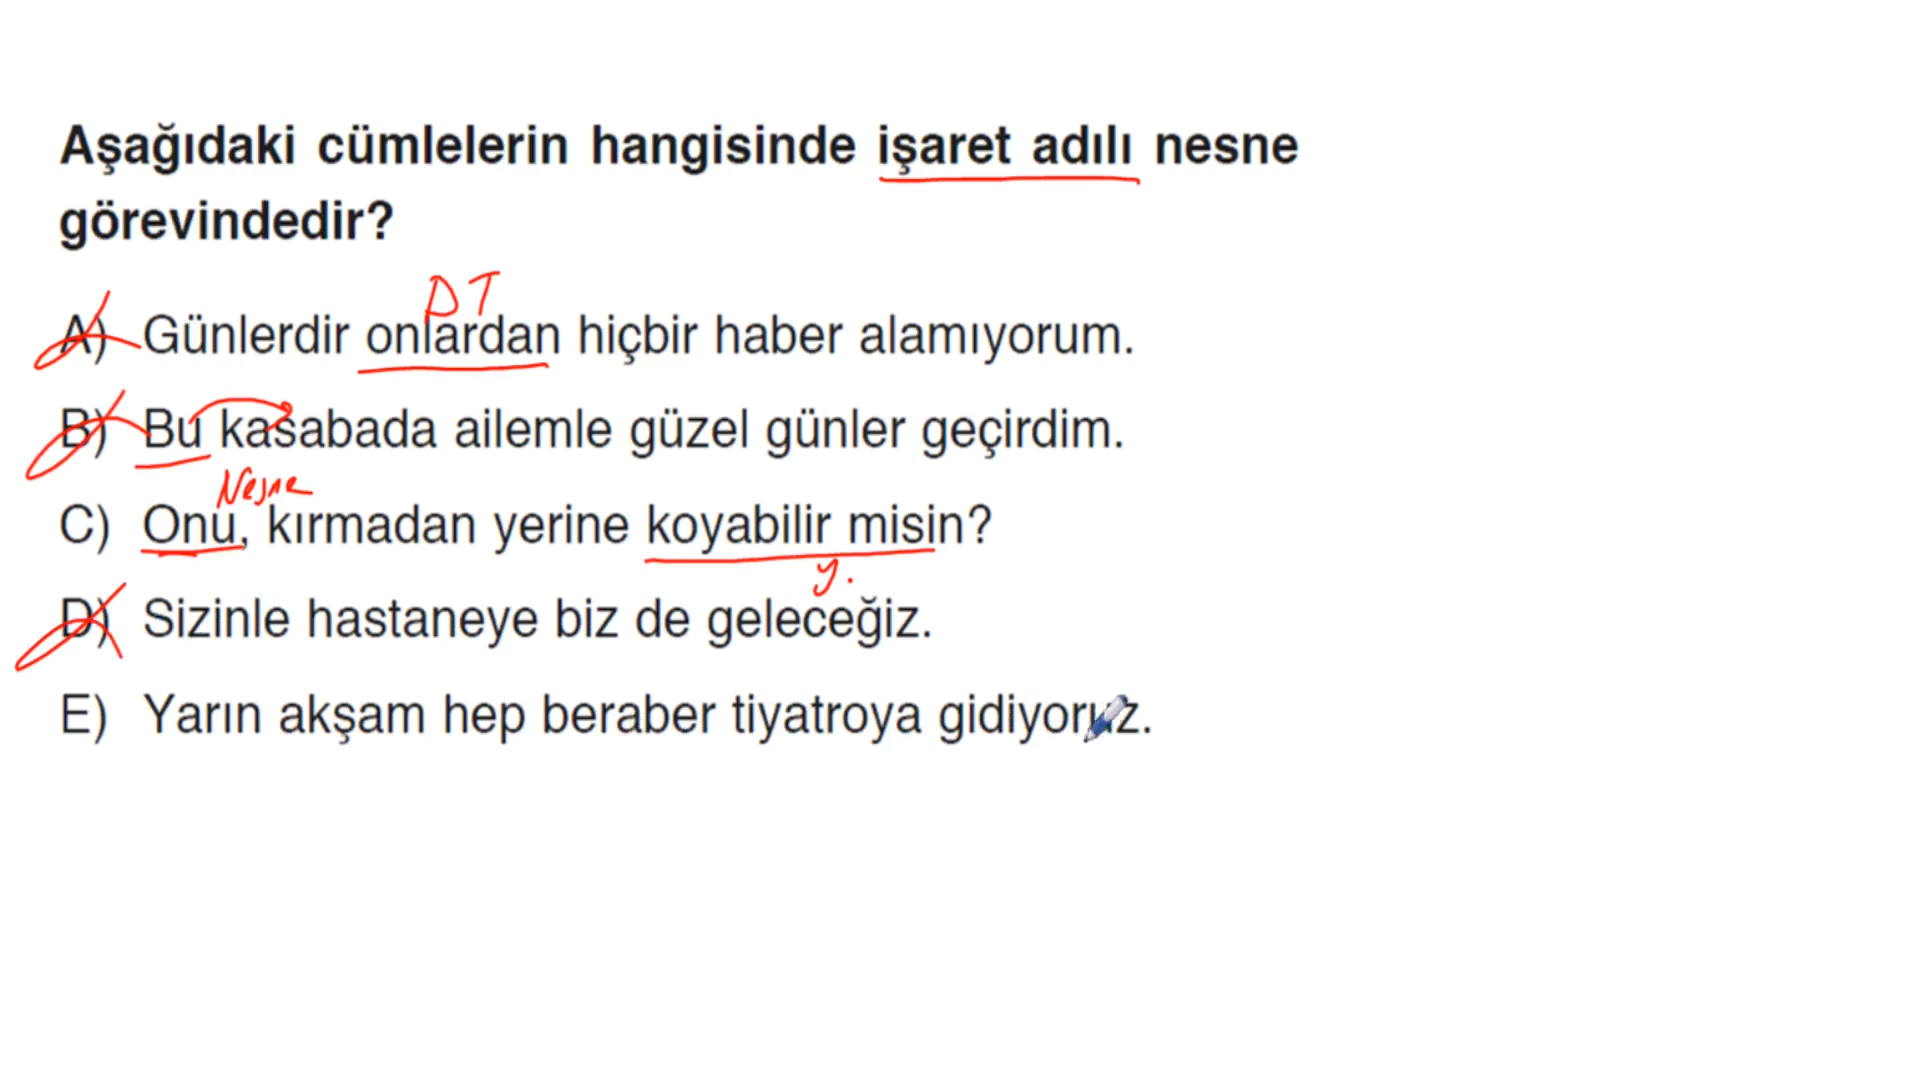 Aşağıdaki cümlelerin hangisinde işaret adılı nesne
görevindedir?
DT
A) Günlerdir onlardan hiçbir haber alamıyorum.
B) Bu kasabada ailemle güzel günler geçirdim.
Nesne
C) Onu, kırmadan yerine koyabilir misin?
y.
D) Sizinle hastaneye biz de geleceğiz.
E) Yarın akşam hep beraber tiyatroya gidiyoruz.